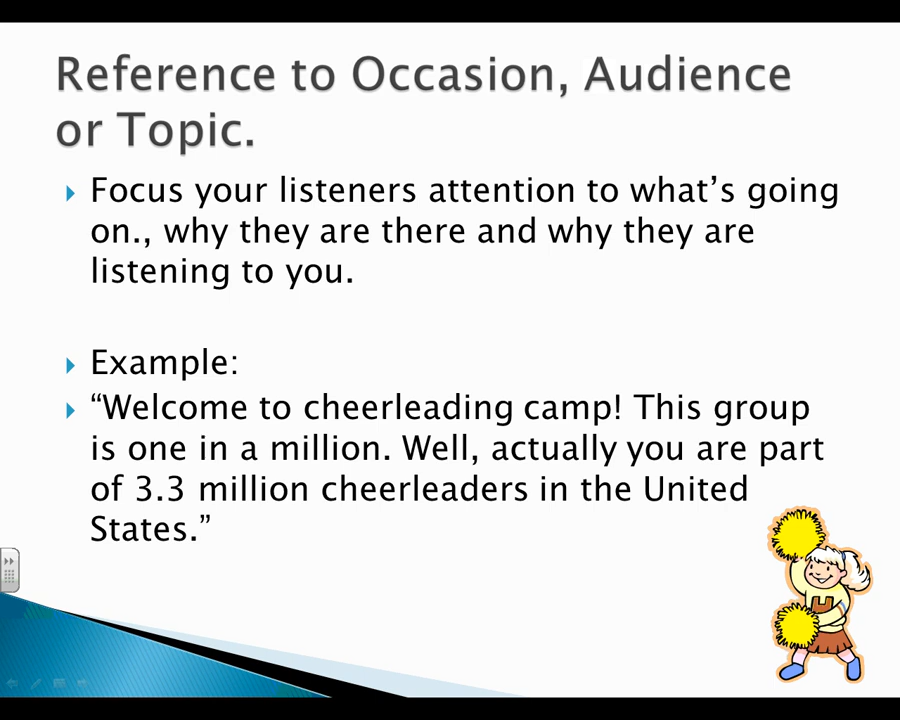 Reference to Occasion, Audience
or Topic.
Focus your listeners attention to what’s going
on., why they are there and why they are
listening to you.
Example:
“Welcome to cheerleading camp! This group
is one in a million. Well, actually you are part
of 3.3 million cheerleaders in the United
States.”